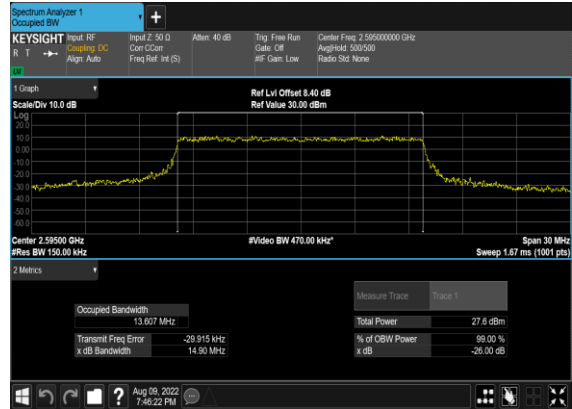 Spectrum Analyzer 1
Occupied BW
+
KEYSIGHT Input: RF Input Z: 50 Ω Atten: 40 dB Trig: Free Run Center Freq: 2.595000000 GHz
R T Coupling: DC Corr CCorr Gate: Off Avg|Hold: 500/500
Align: Auto Freq Ref: Int (S) #IF Gain: Low Radio Std: None
LW
1 Graph
Ref Lvl Offset 8.40 dB
Scale/Div 10.0 dB Ref Value 30.00 dBm
Log
20.0
10.0
0.00
-10.0
-20.0
-30.0
-40.0
-50.0
-60.0
Center 2.59500 GHz #Video BW 470.00 kHz* Span 30 MHz
#Res BW 150.00 kHz Sweep 1.67 ms (1001 pts)
2 Metrics
Measure Trace Trace 1
Occupied Bandwidth
13.607 MHz Total Power 27.6 dBm
Transmit Freq Error -29.915 kHz % of OBW Power 99.00 %
x dB Bandwidth 14.90 MHz x dB -26.00 dB
? Aug 09, 2022
7:46:22 PM